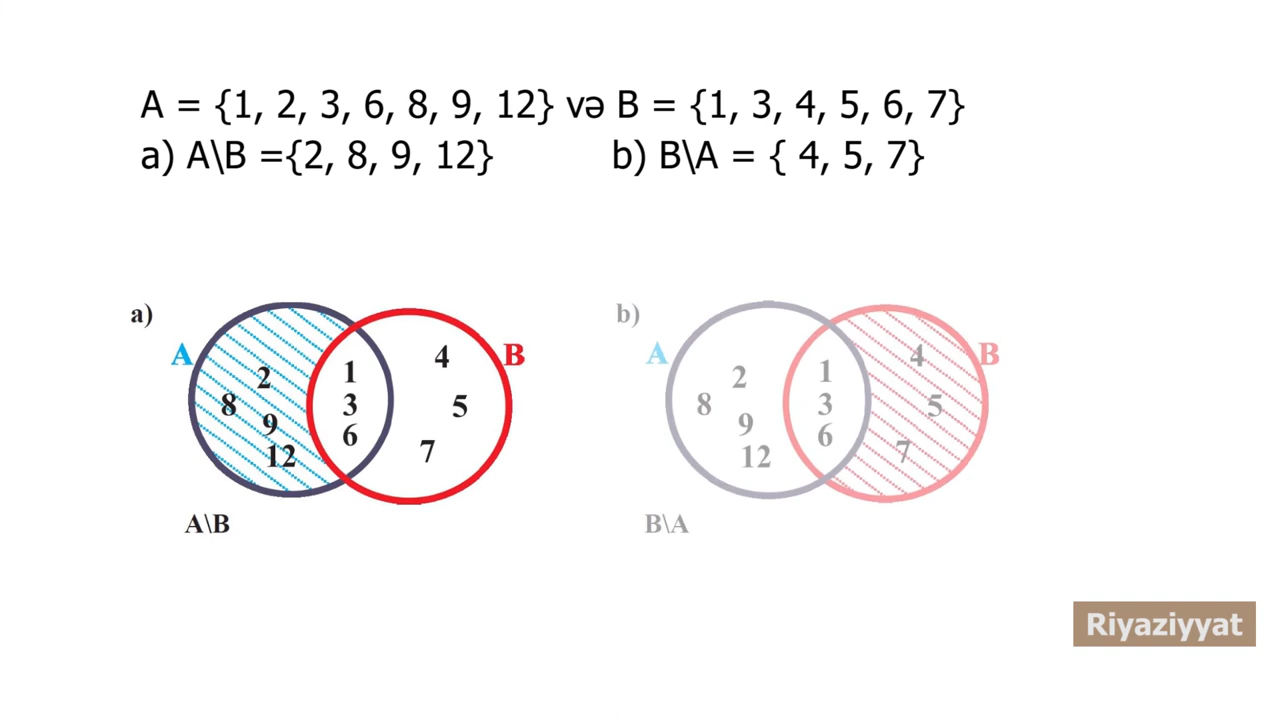 A = {1, 2, 3, 6, 8, 9, 12} və B = {1, 3, 4, 5, 6, 7}
a) A\B ={2, 8, 9, 12} b) B\A = { 4, 5, 7}
a)
A
B
2
8
9
12
1
3
6
4
5
7
A\B
b)
A
B
2
8
9
12
1
3
6
4
5
7
B\A
Riyaziyyat